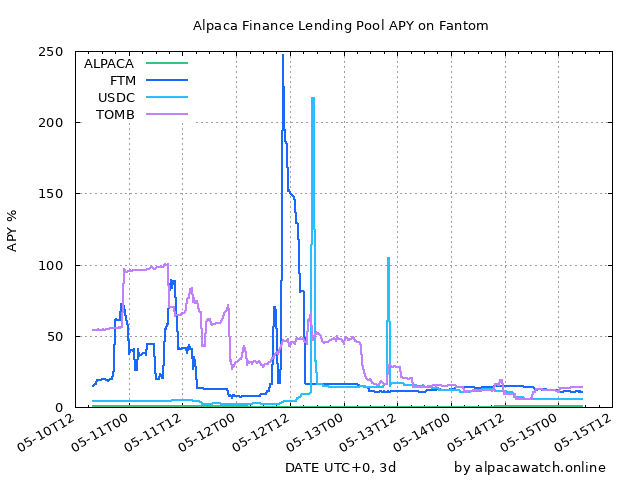 Alpaca Finance Lending Pool APY on Fantom
250
200
150
100
50
0
APY %
ALPACA
FTM
USDC
TOMB
05-10T12
05-11T00
05-11T12
05-12T00
05-12T12
05-13T00
05-13T12
05-14T00
05-14T12
05-15T00
05-15T12
DATE UTC+0, 3d
by alpacawatch.online